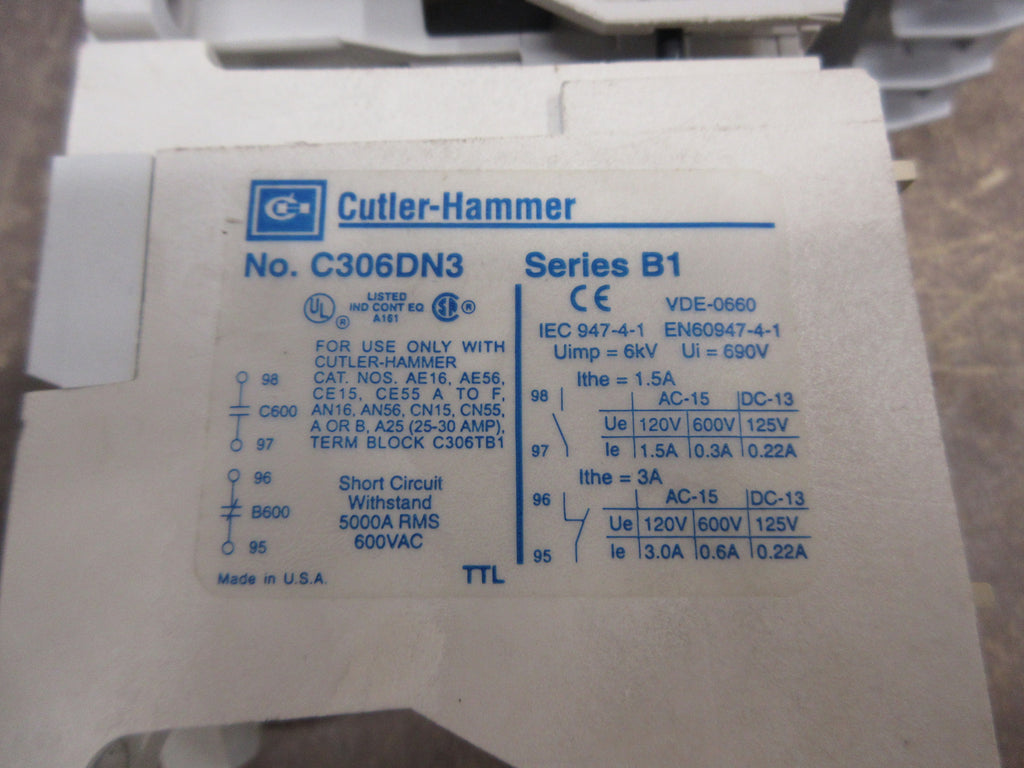 Cutler-Hammer
No. C306DN3 Series B1
UL ® LISTED IND CONT EQ A161 ®
FOR USE ONLY WITH
CUTLER-HAMMER
CAT. NOS. AE16, AE56,
CE15, CE55 A TO F,
AN16, AN56, CN15, CN55,
A OR B, A25 (25-30 AMP),
TERM BLOCK C306TB1
98
C600
97
96
B600
95
Short Circuit
Withstand
5000A RMS
600VAC
Made in U.S.A.
TTL
CE VDE-0660
IEC 947-4-1 EN60947-4-1
Uimp = 6kV Ui = 690V
Ithe = 1.5A
98
97
AC-15 DC-13
Ue 120V 600V 125V
Ie 1.5A 0.3A 0.22A
Ithe = 3A
96
95
AC-15 DC-13
Ue 120V 600V 125V
Ie 3.0A 0.6A 0.22A